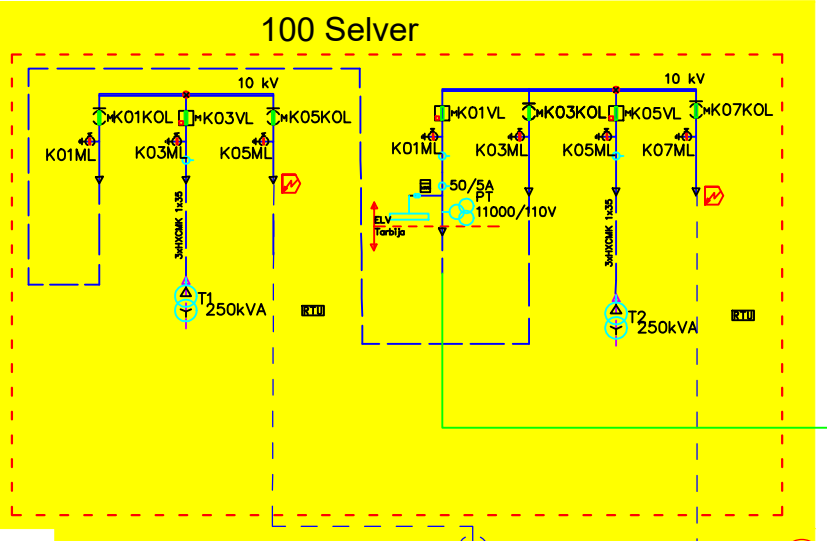 100 Selver
10 kV
10 kV
K01KOL
K03VL
K05KOL
K01VL
K03KOL
K05VL
K07KOL
K01ML
K03ML
K05ML
K01ML
K03ML
K05ML
K07ML
50/5A
PT
11000/110V
ELV
Tarbija
3xHXCMK 1x35
3xHXCMK 1x35
T1
250kVA
RTU
T2
250kVA
RTU